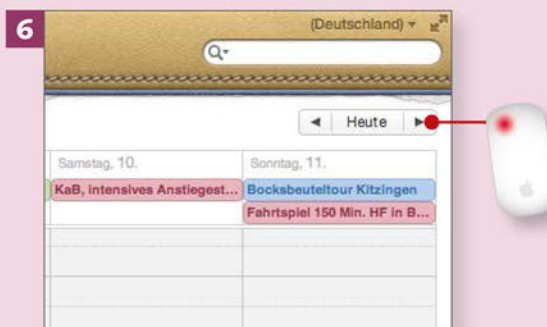 6
(Deutschland)
Heute
Samstag, 10.
Sonntag, 11.
KaB, intensives Anstiegest...
Bocksbeuteltour Kitzingen
Fahrtspiel 150 Min. HF in B...